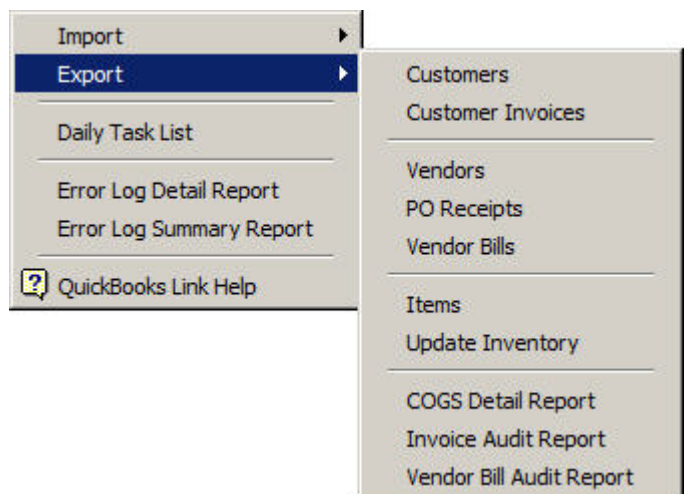 Import
Export
Daily Task List
Error Log Detail Report
Error Log Summary Report
QuickBooks Link Help
Customers
Customer Invoices
Vendors
PO Receipts
Vendor Bills
Items
Update Inventory
COGS Detail Report
Invoice Audit Report
Vendor Bill Audit Report